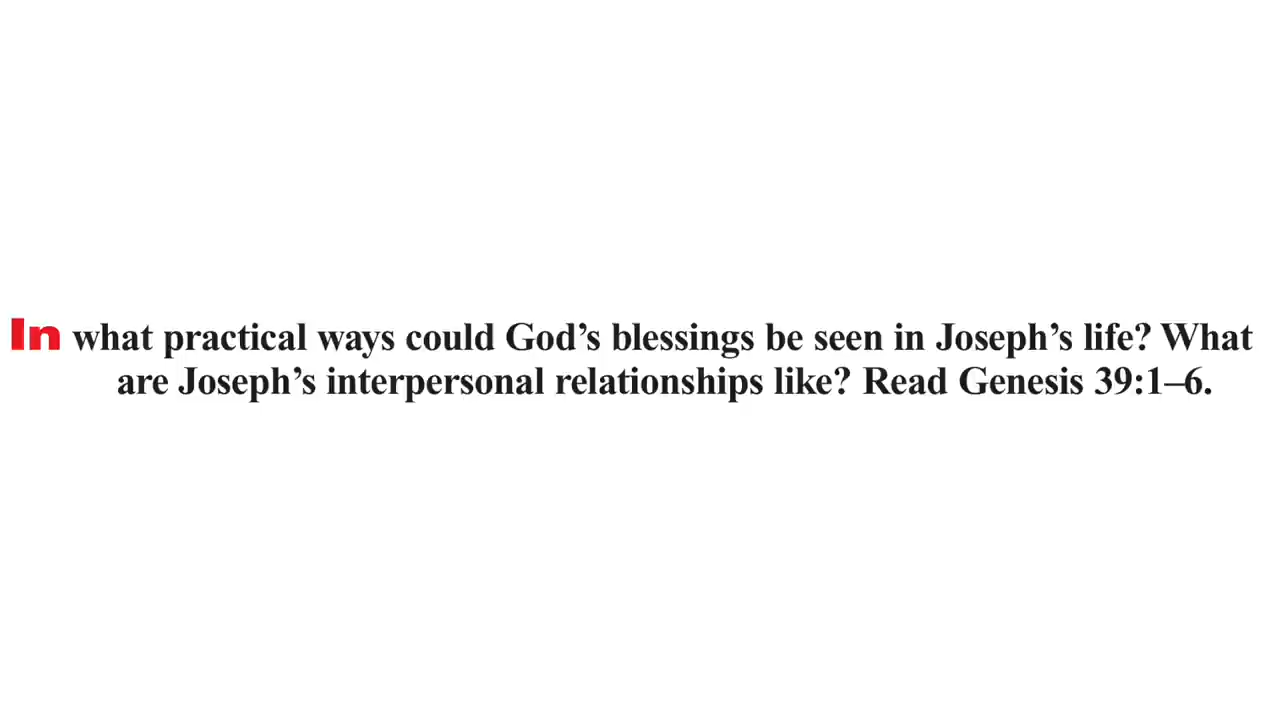 In what practical ways could God’s blessings be seen in Joseph’s life? What
are Joseph’s interpersonal relationships like? Read Genesis 39:1–6.